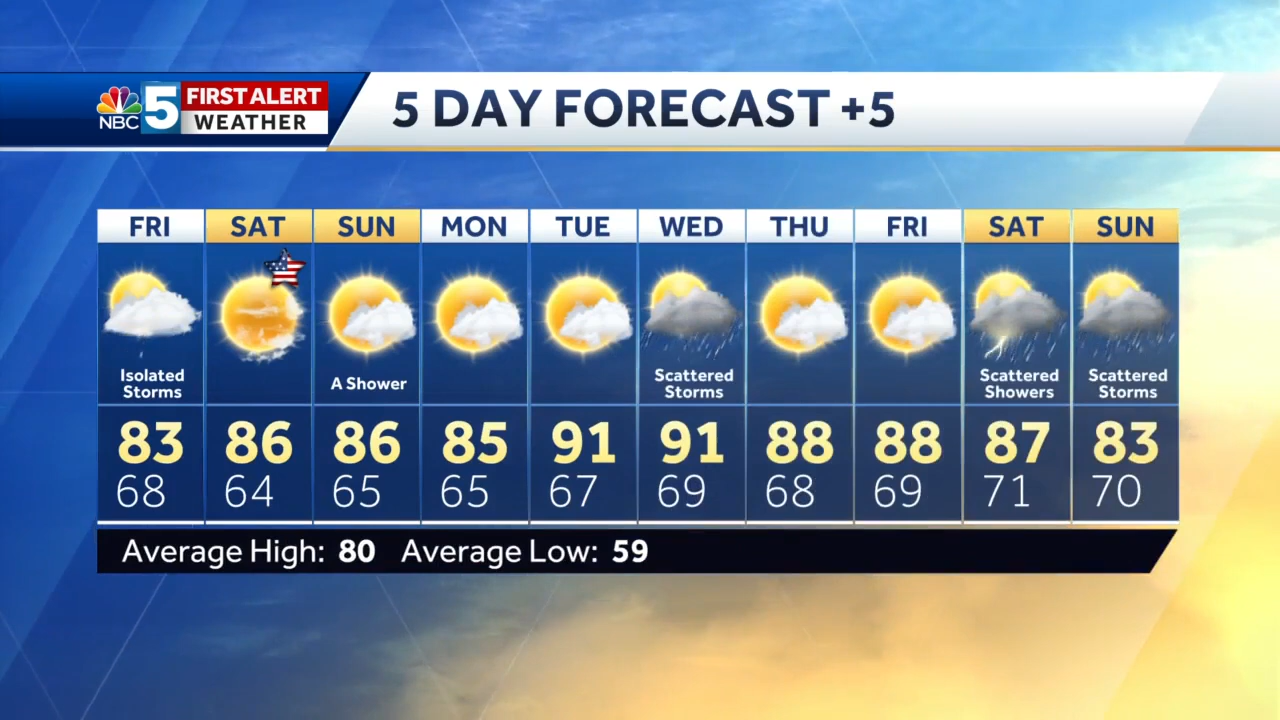 NBC 5 FIRST ALERT
WEATHER
5 DAY FORECAST +5
FRI SAT SUN MON TUE WED THU FRI SAT SUN
Isolated Storms
A Shower
Scattered Storms
Scattered Showers
Scattered Storms
83 86 86 85 91 91 88 88 87 83
68 64 65 65 67 69 68 69 71 70
Average High: 80 Average Low: 59